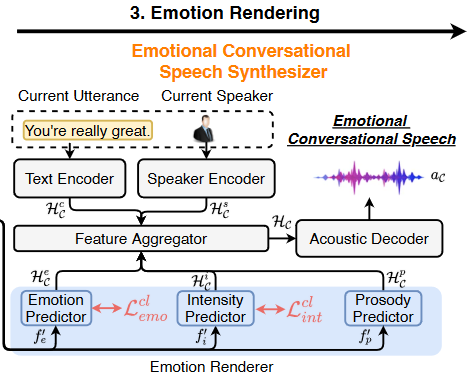 3. Emotion Rendering
Emotional Conversational
Speech Synthesizer
Current Utterance
Current Speaker
You're really great.
Emotional
Conversational Speech
Text Encoder
Speaker Encoder
a_C
H_C^c
H_C^s
Feature Aggregator
H_C
Acoustic Decoder
H_C^e
H_C^i
H_C^p
Emotion
Predictor
L_emo^cl
Intensity
Predictor
L_int^cl
Prosody
Predictor
f'_e
f'_i
f'_p
Emotion Renderer